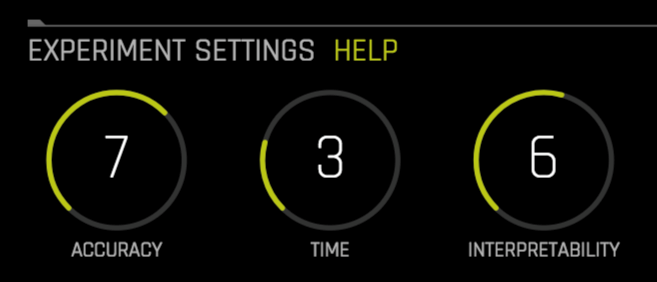 EXPERIMENT SETTINGS HELP
7 3 6
ACCURACY TIME INTERPRETABILITY